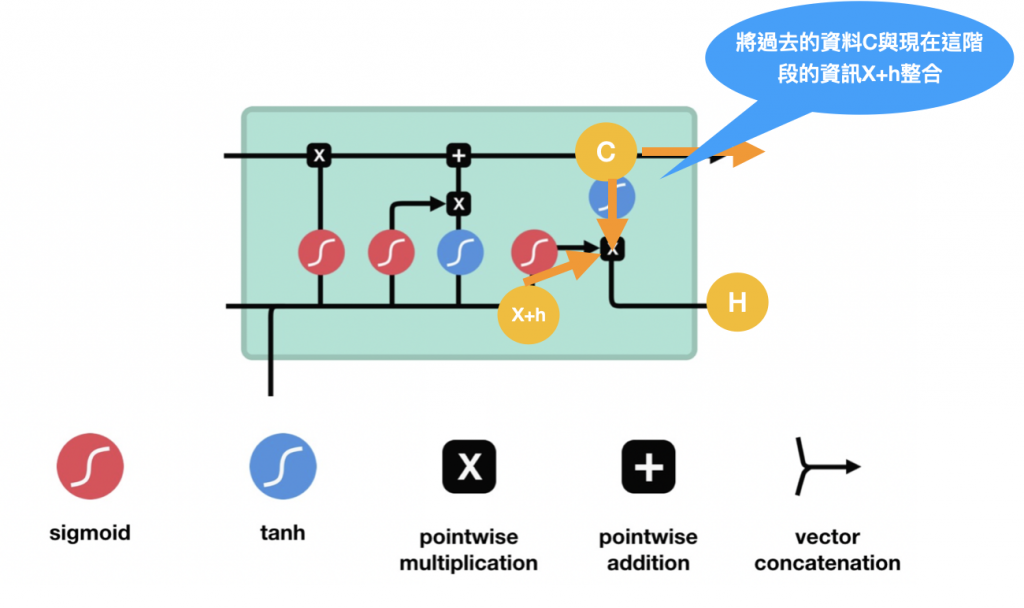 將過去的資料C與現在這階
段的資訊X+h整合
X
+
C
X
X
X+h
H
X
+
sigmoid
tanh
pointwise
multiplication
pointwise
addition
vector
concatenation